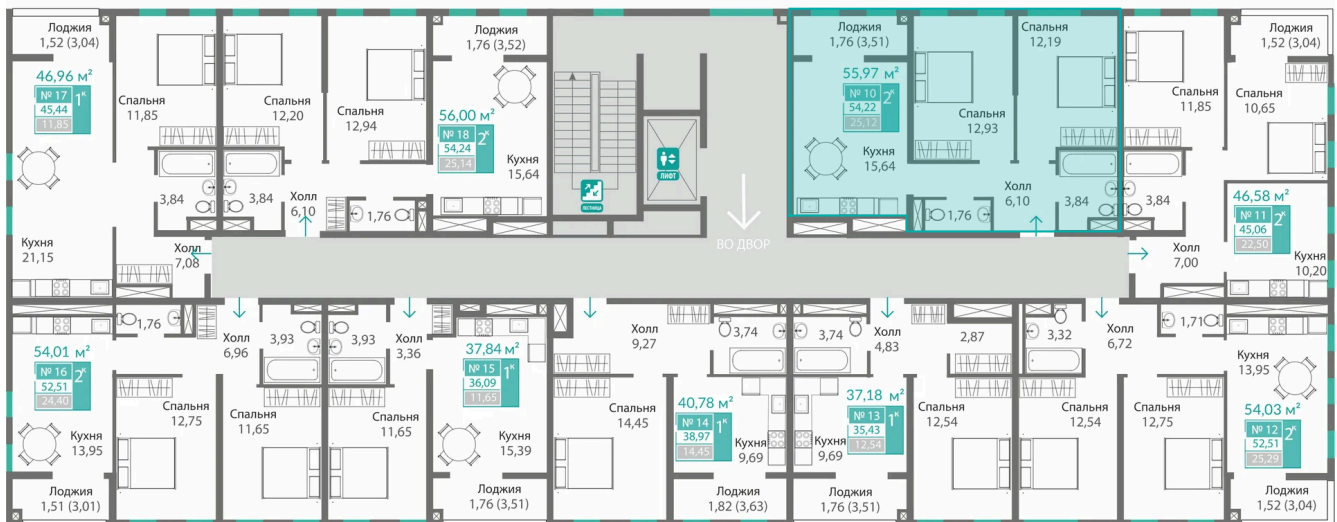 Лоджия
1,52 (3,04)
46,96 м²
№ 17
45,44
11,85
1к
Спальня
11,85
3,84
Кухня
21,15
Холл
7,08
Спальня
12,20
3,84
Холл
6,10
Спальня
12,94
1,76
Лоджия
1,76 (3,52)
56,00 м²
№ 18
54,24
25,14
2к
Кухня
15,64
ЛЕСТНИЦА
ЛИФТ
ВО ДВОР
Лоджия
1,76 (3,51)
55,97 м²
№ 10
54,22
25,12
2к
Кухня
15,64
Спальня
12,93
1,76
Спальня
12,19
Холл
6,10
3,84
Спальня
11,85
3,84
Холл
7,00
Лоджия
1,52 (3,04)
Спальня
10,65
46,58 м²
№ 11
45,06
22,50
2к
Кухня
10,20
1,76
54,01 м²
№ 16
52,51
24,40
2к
Кухня
13,95
Лоджия
1,51 (3,01)
Спальня
12,75
Холл
6,96
3,93
Спальня
11,65
3,93
Холл
3,36
Спальня
11,65
37,84 м²
№ 15
36,09
11,65
1к
Кухня
15,39
Лоджия
1,76 (3,51)
Холл
9,27
3,74
Спальня
14,45
40,78 м²
№ 14
38,97
14,45
1к
Кухня
9,69
Лоджия
1,82 (3,63)
3,74
Холл
4,83
2,87
37,18 м²
№ 13
35,43
12,54
1к
Кухня
9,69
Лоджия
1,76 (3,51)
Спальня
12,54
3,32
Холл
6,72
1,71
Спальня
12,54
Спальня
12,75
Кухня
13,95
54,03 м²
№ 12
52,51
25,29
2к
Лоджия
1,52 (3,04)